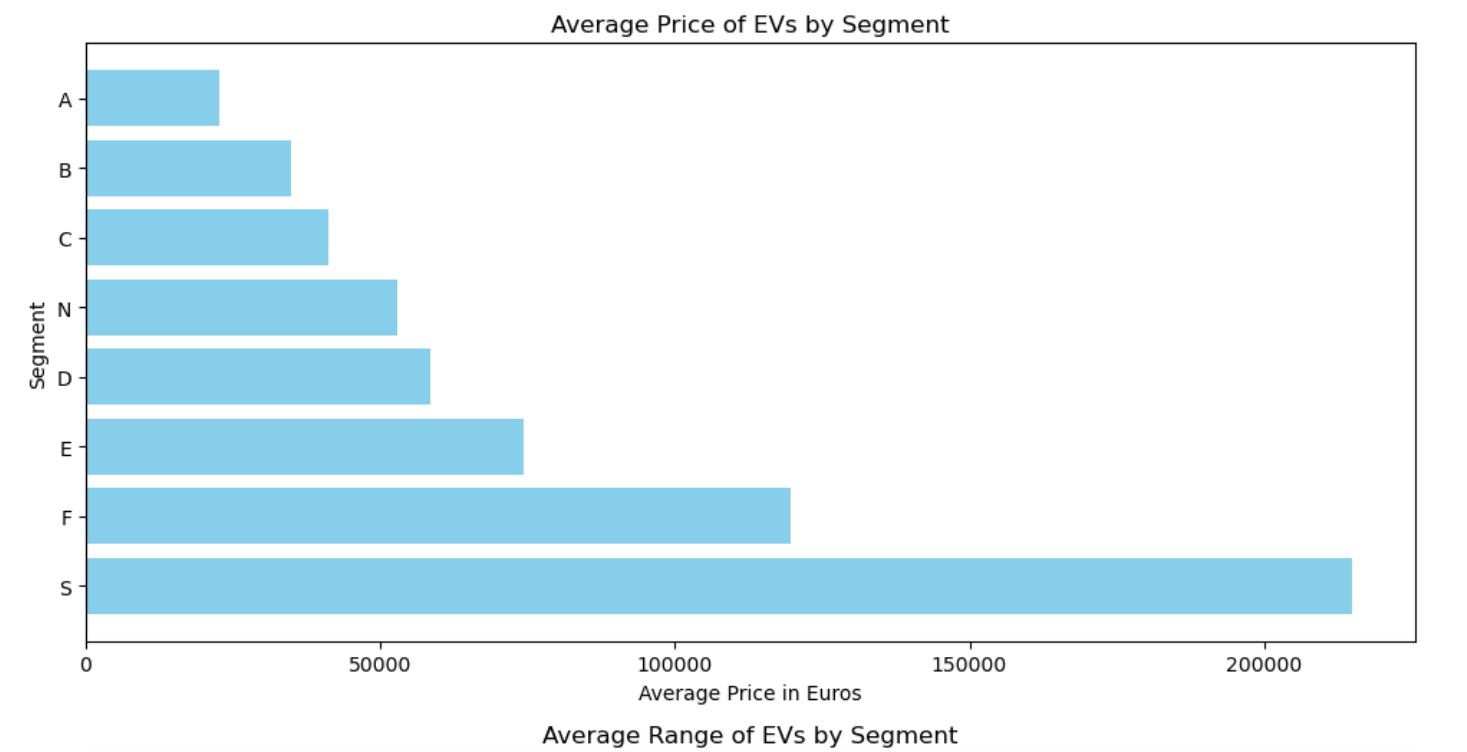 Average Price of EVs by Segment
A
B
C
N
D
E
F
S
Segment
0 50000 100000 150000 200000
Average Price in Euros
Average Range of EVs by Segment